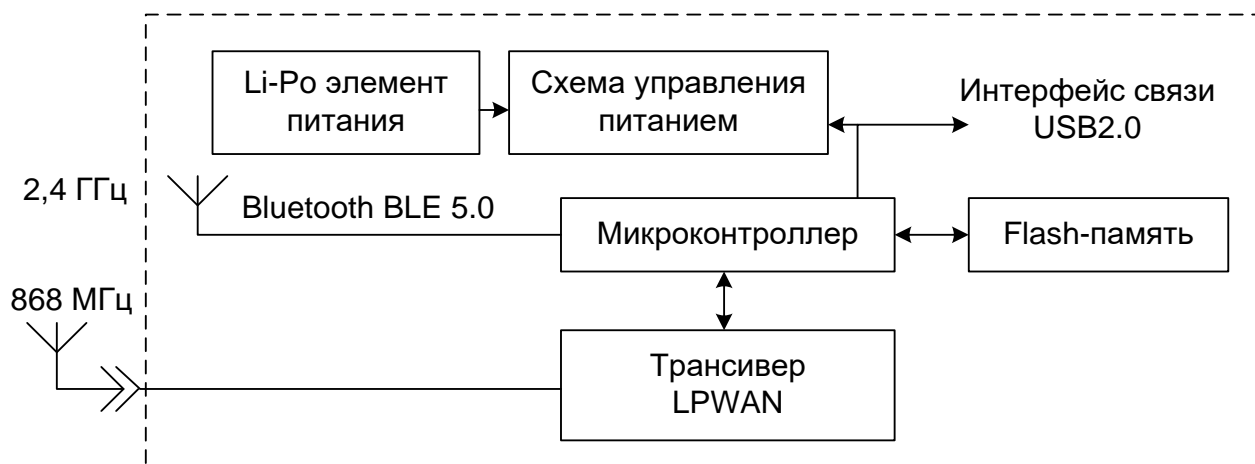 Li-Po элемент
питания
Схема управления
питанием
Интерфейс связи
USB2.0
2,4 ГГц
Bluetooth BLE 5.0
Микроконтроллер
Flash-память
868 МГц
Трансивер
LPWAN